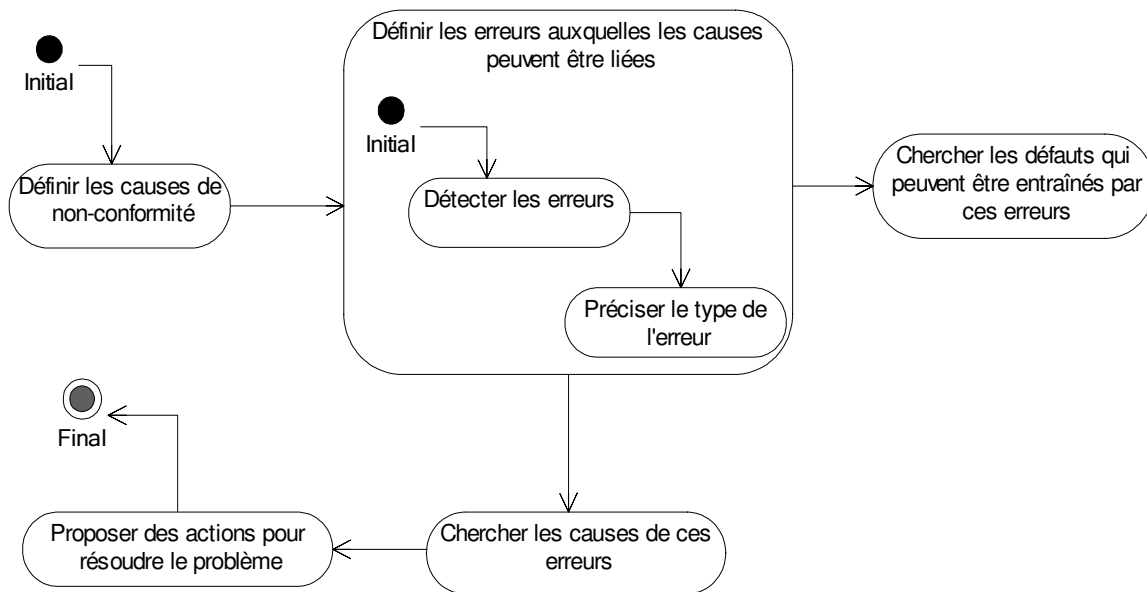 Initial
Définir les causes de
non-conformité
Définir les erreurs auxquelles les causes
peuvent être liées
Initial
Détecter les erreurs
Préciser le type de
l'erreur
Chercher les défauts qui
peuvent être entraînés par
ces erreurs
Chercher les causes de ces
erreurs
Proposer des actions pour
résoudre le problème
Final